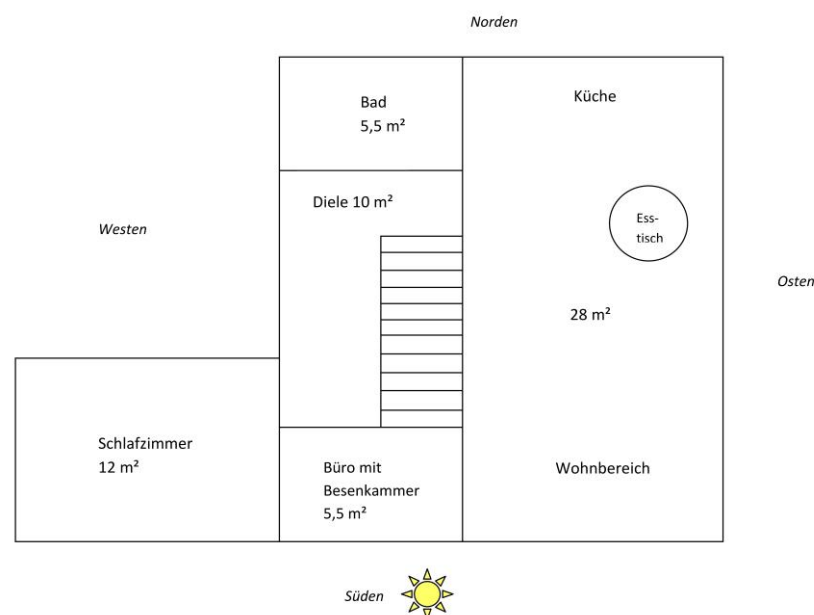 Norden
Bad
5,5 m²
Küche
Diele 10 m²
Ess-
tisch
Westen
Osten
28 m²
Schlafzimmer
12 m²
Büro mit
Besenkammer
5,5 m²
Wohnbereich
Süden